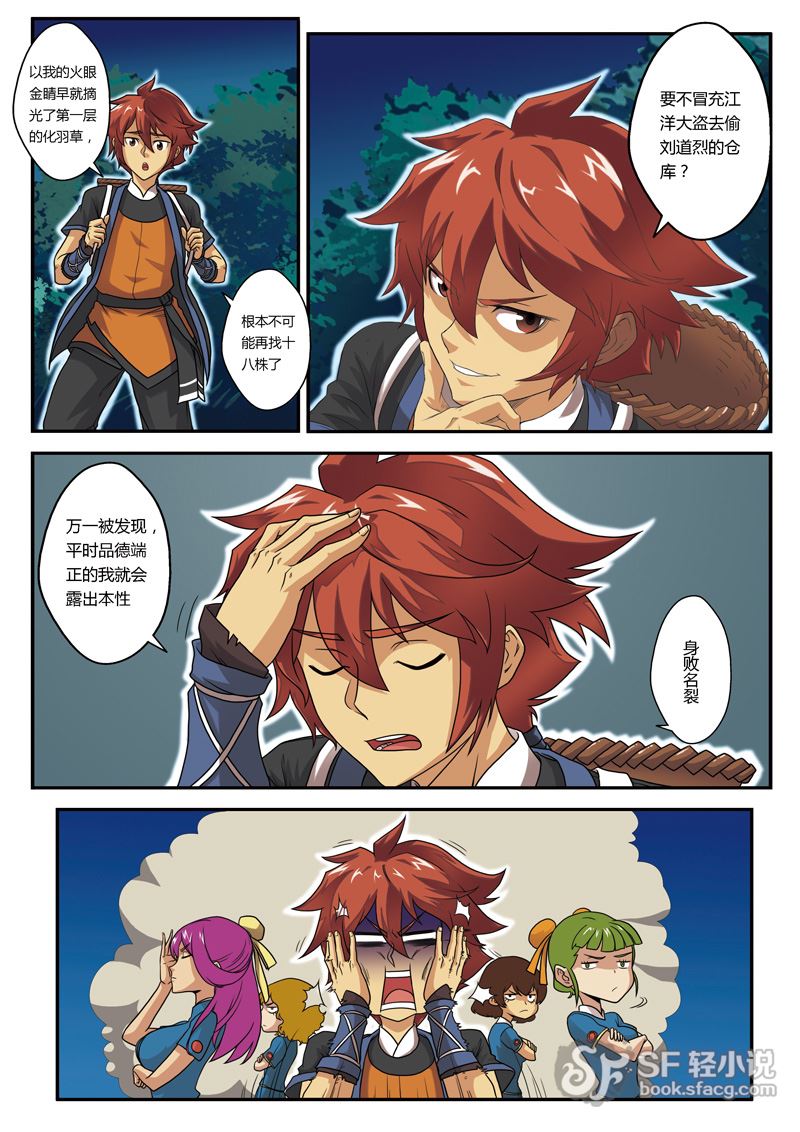 以我的火眼
金睛早就摘
光了第一层
的化羽草，
根本不可
能再找十
八株了
要不冒充江
洋大盗去偷
刘道烈的仓
库？
万一被发现，
平时品德端
正的我就会
露出本性
身败名裂
SF 轻小说
book.sfacg.com